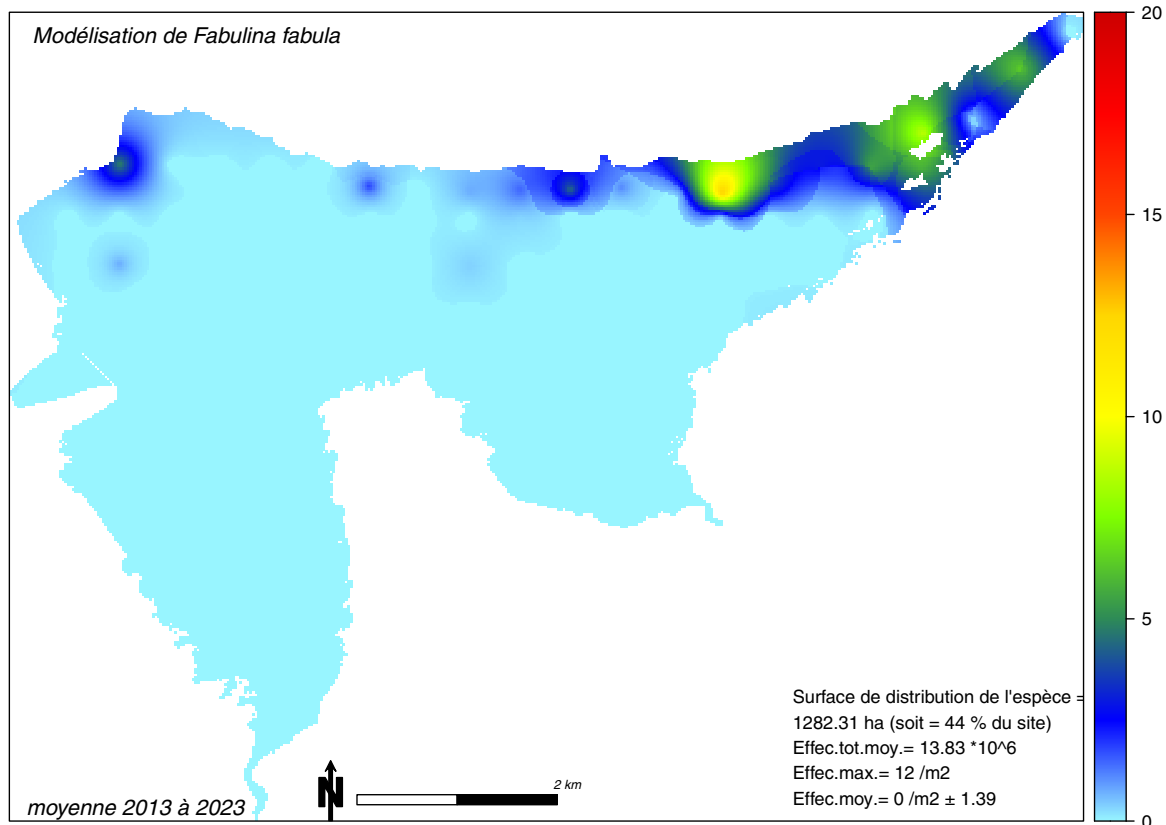 Modélisation de Fabulina fabula
20
15
10
5
0
Surface de distribution de l'espèce =
1282.31 ha (soit = 44 % du site)
Effec.tot.moy.= 13.83 *10^6
Effec.max.= 12 /m2
Effec.moy.= 0 /m2 ± 1.39
N
2 km
moyenne 2013 à 2023